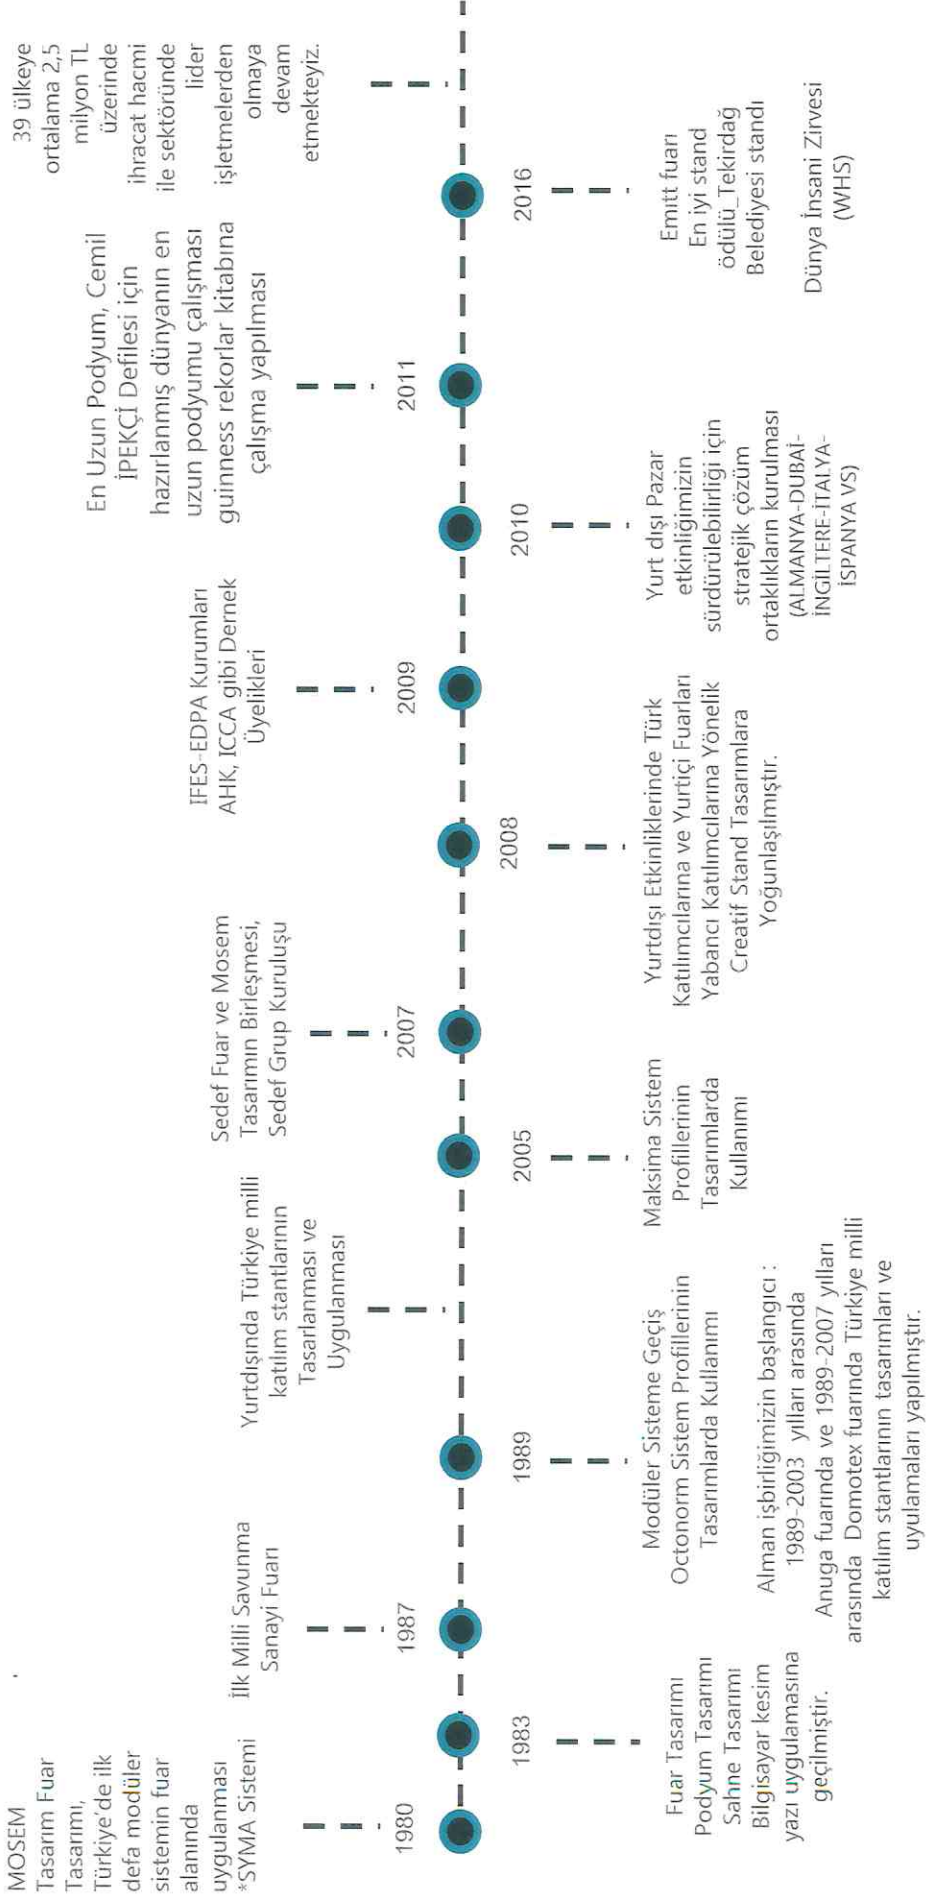 MOSEM
Tasarım Fuar
Tasarımı,
Türkiye'de ilk
defa modüler
sistemin fuar
alanında
uygulanması
*SYMA Sistemi
1980
1983
Fuar Tasarımı
Podyum Tasarımı
Sahne Tasarımı
Bilgisayar kesim
yazı uygulamasına
geçilmiştir.
İlk Milli Savunma
Sanayi Fuarı
1987
1989
Modüler Sisteme Geçiş
Octonorm Sistem Profillerinin
Tasarımlarda Kullanımı
Alman işbirliğimizin başlangıcı :
1989-2003 yılları arasında
Anuga fuarında ve 1989-2007 yılları
arasında Domotex fuarında Türkiye milli
katılım stantlarının tasarımları ve
uyulamaları yapılmıştır.
Yurtdışında Türkiye milli
katılım stantlarının
Tasarlanması ve
Uygulanması
2005
Maksima Sistem
Profillerinin
Tasarımlarda
Kullanımı
Sedef Fuar ve Mosem
Tasarımın Birleşmesi,
Sedef Grup Kuruluşu
2007
2008
Yurtdışı Etkinliklerinde Türk
Katılımcılarına ve Yurtiçi Fuarları
Yabancı Katılımcılarına Yönelik
Creatif Stand Tasarımlara
Yoğunlaşılmıştır.
IFES-EDPA Kurumları
AHK, ICCA gibi Dernek
Üyelikleri
2009
2010
Yurt dışı Pazar
etkinliğimizin
sürdürülebilirliği için
stratejik çözüm
ortaklıkların kurulması
(ALMANYA-DUBAİ-
İNGİLTERE-İTALYA-
İSPANYA VS)
En Uzun Podyum, Cemil
İPEKÇİ Defilesi için
hazırlanmış dünyanın en
uzun podyumu çalışması
guinness rekorlar kitabına
çalışma yapılması
2011
2016
Emıtt fuarı
En iyi stand
ödülü_Tekirdağ
Belediyesi standı
Dünya İnsani Zirvesi
(WHS)
39 ülkeye
ortalama 2,5
milyon TL
üzerinde
ihracat hacmi
ile sektöründe
lider
işletmelerden
olmaya
devam
etmekteyiz.